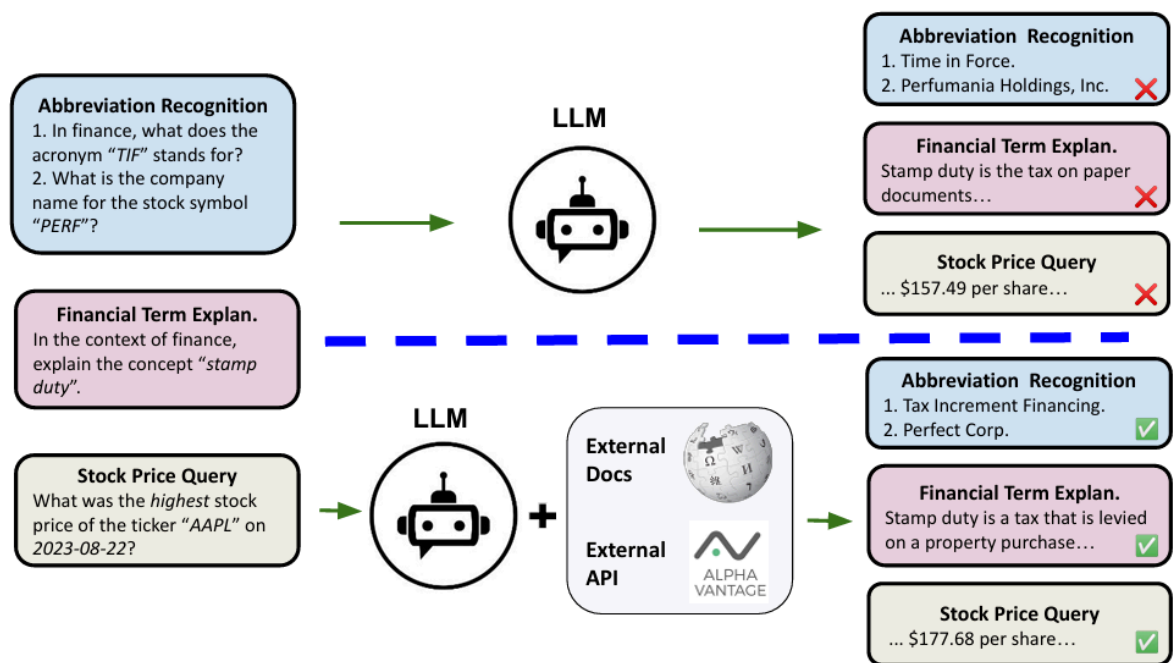 Abbreviation Recognition
1. In finance, what does the
acronym “TIF” stands for?
2. What is the company
name for the stock symbol
“PERF”?
Financial Term Explan.
In the context of finance,
explain the concept “stamp
duty”.
Stock Price Query
What was the highest stock
price of the ticker “AAPL” on
2023-08-22?
LLM
Abbreviation Recognition
1. Time in Force.
2. Perfumania Holdings, Inc.
Financial Term Explan.
Stamp duty is the tax on paper
documents…
Stock Price Query
... $157.49 per share…
LLM
+
External
Docs
Ω
W
И
External
API
ALPHA
VANTAGE
Abbreviation Recognition
1. Tax Increment Financing.
2. Perfect Corp.
Financial Term Explan.
Stamp duty is a tax that is levied
on a property purchase…
Stock Price Query
... $177.68 per share…